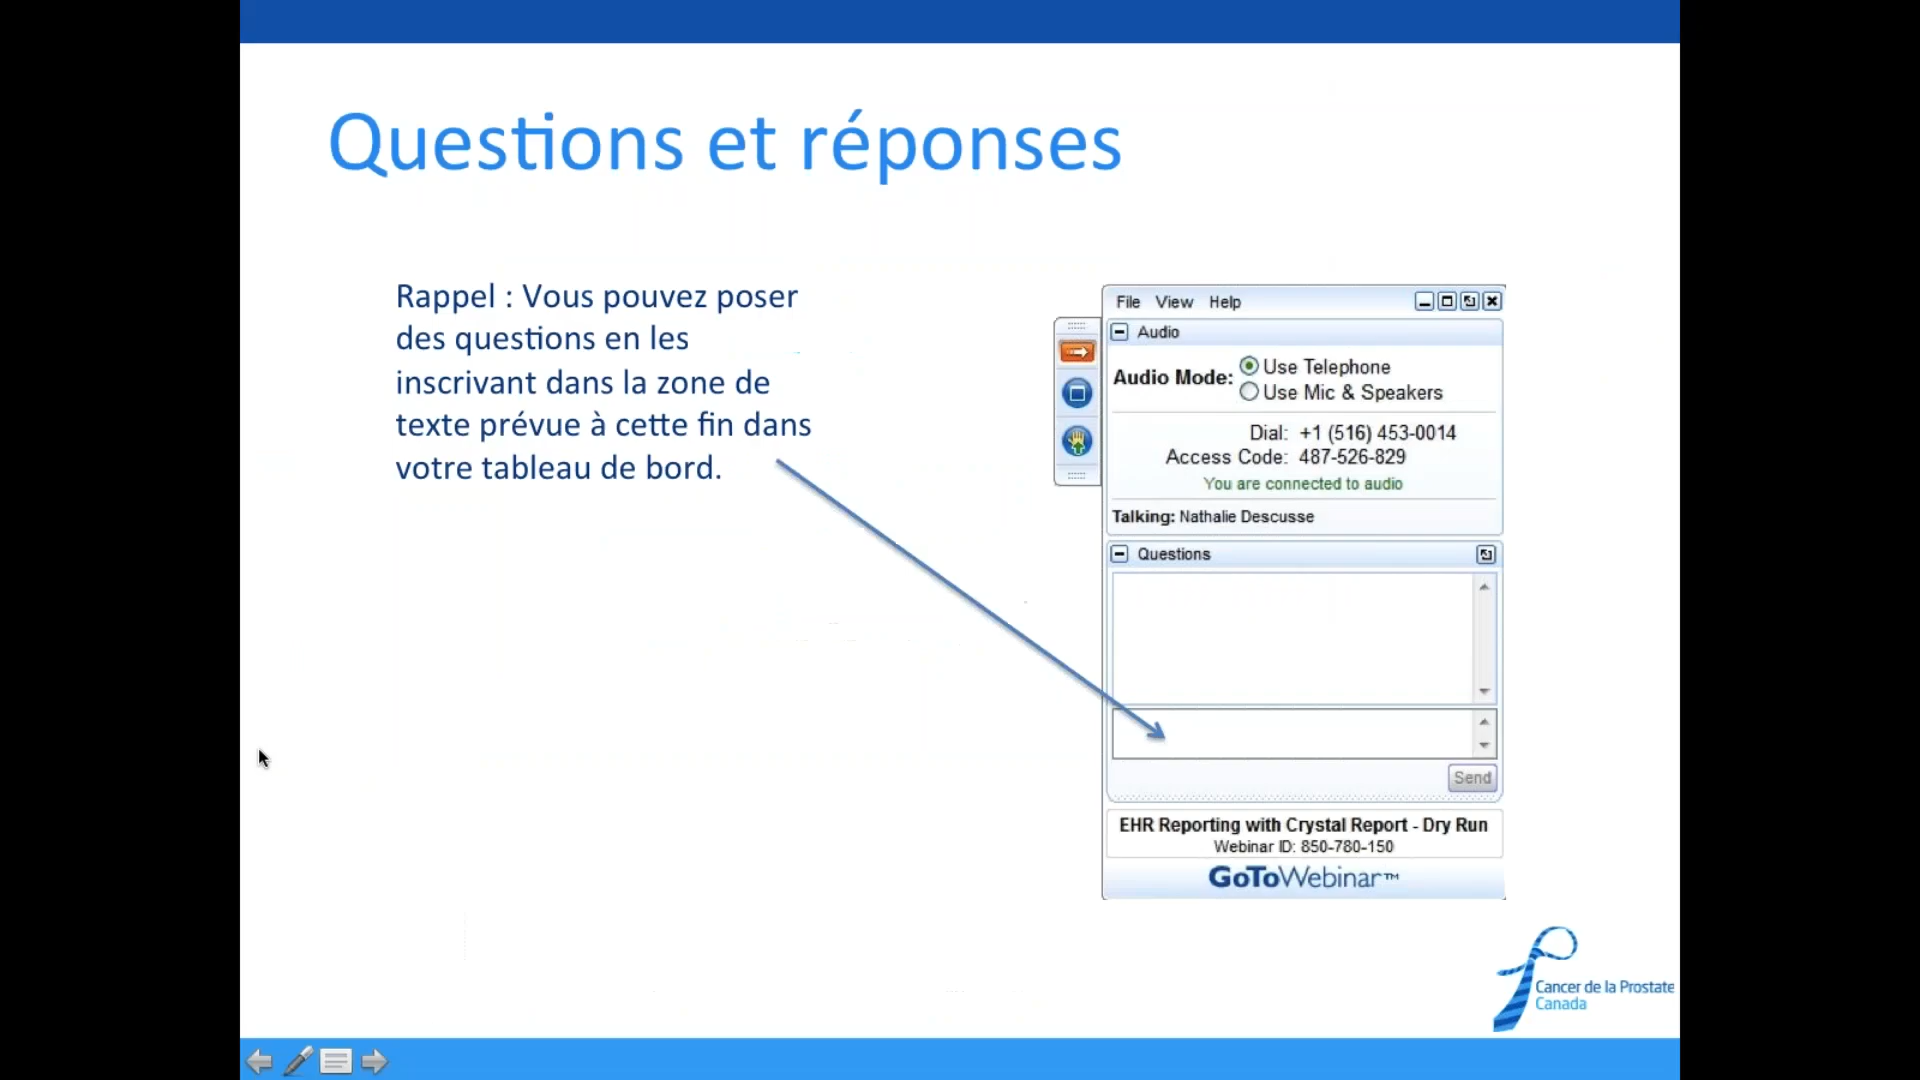 Questions et réponses
Rappel : Vous pouvez poser
des questions en les
inscrivant dans la zone de
texte prévue à cette fin dans
votre tableau de bord.
File View Help
Audio
Audio Mode:
Use Telephone
Use Mic & Speakers
Dial: +1 (516) 453-0014
Access Code: 487-526-829
You are connected to audio
Talking: Nathalie Descusse
Questions
Send
EHR Reporting with Crystal Report - Dry Run
Webinar ID: 850-780-150
GoToWebinar™
Cancer de la Prostate
Canada